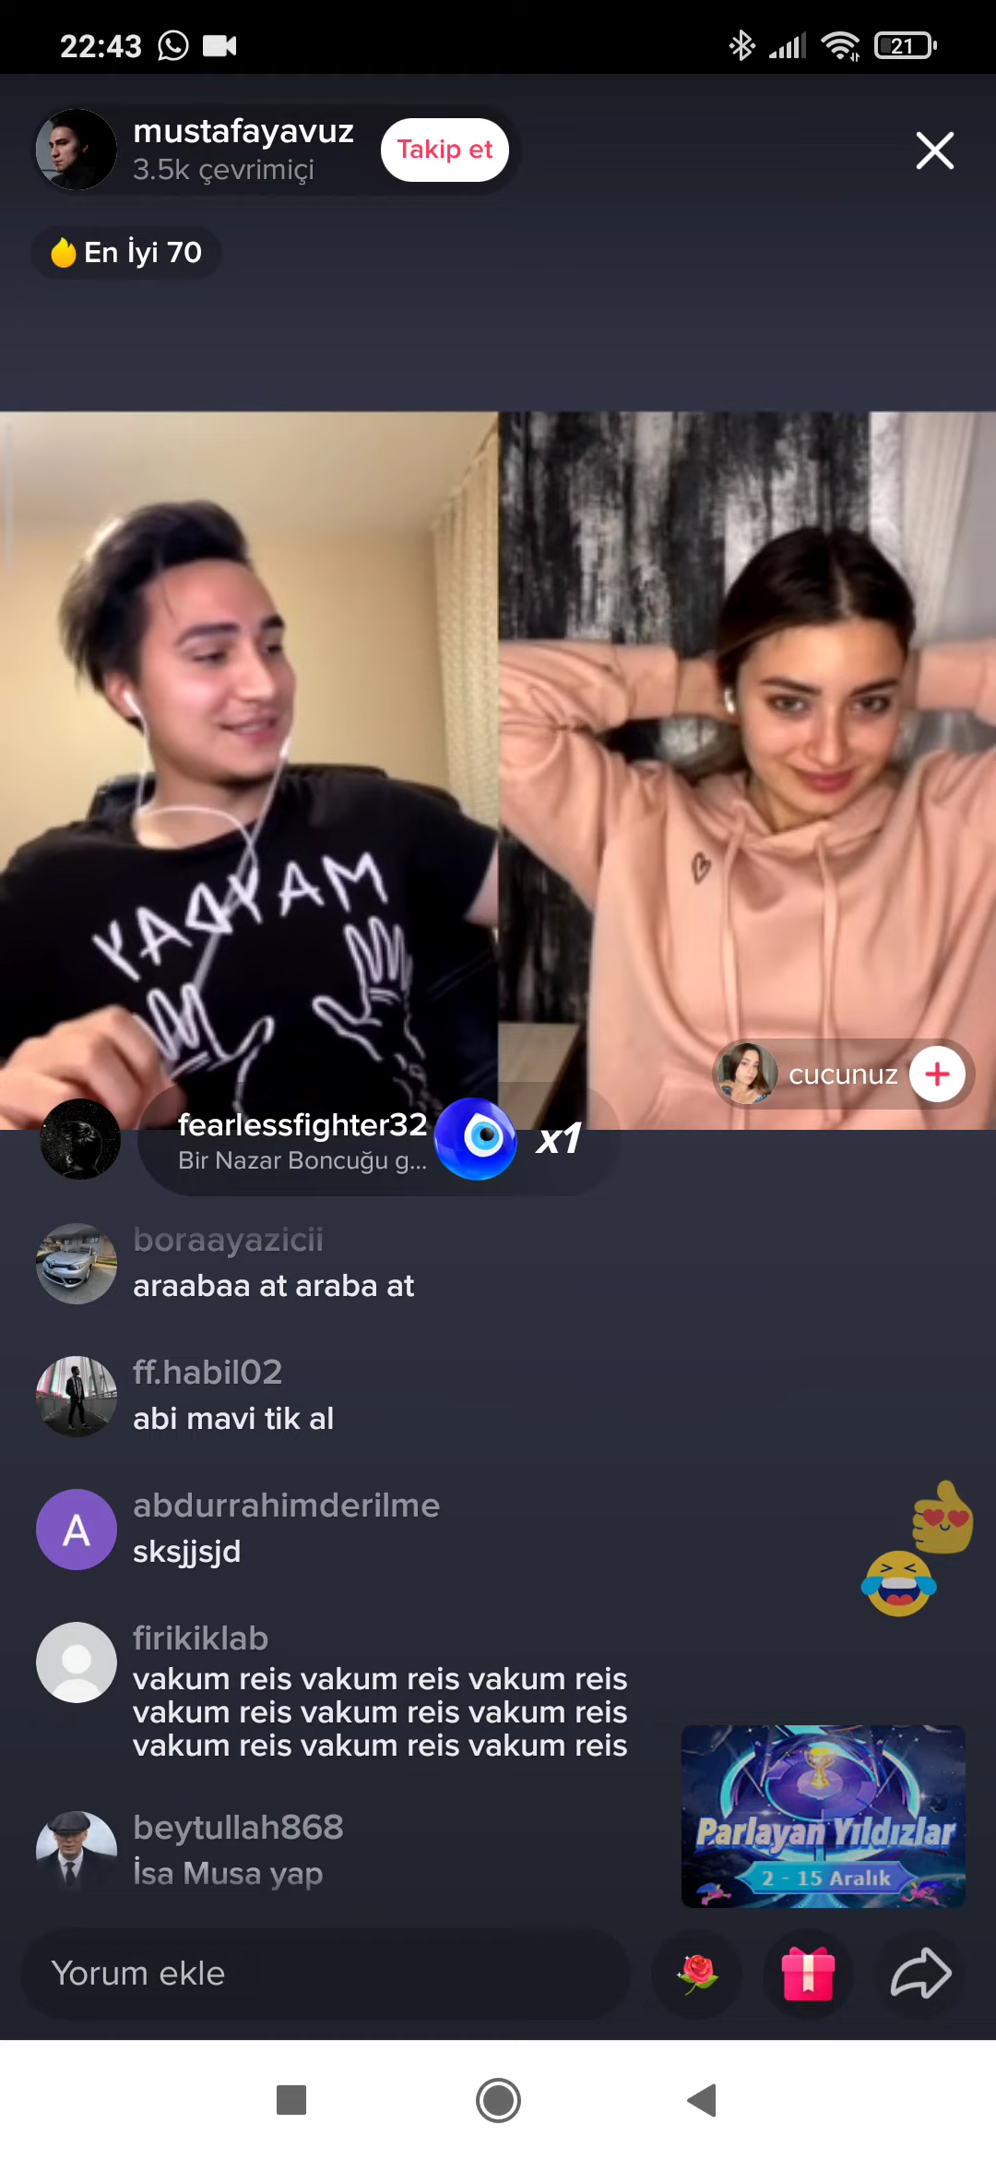 22:43
21
mustafayavuz
3.5k çevrimiçi
Takip et
En İyi 70
MAYDAY
cucunuz
fearlessfighter32
Bir Nazar Boncuğu g...
x1
boraayazicii
araabaa at araba at
ff.habil02
abi mavi tik al
A
abdurrahimderilme
sksjjsjd
firikiklab
vakum reis vakum reis vakum reis
vakum reis vakum reis vakum reis
vakum reis vakum reis vakum reis
beytullah868
İsa Musa yap
Parlayan Yıldızlar
2 - 15 Aralık
Yorum ekle